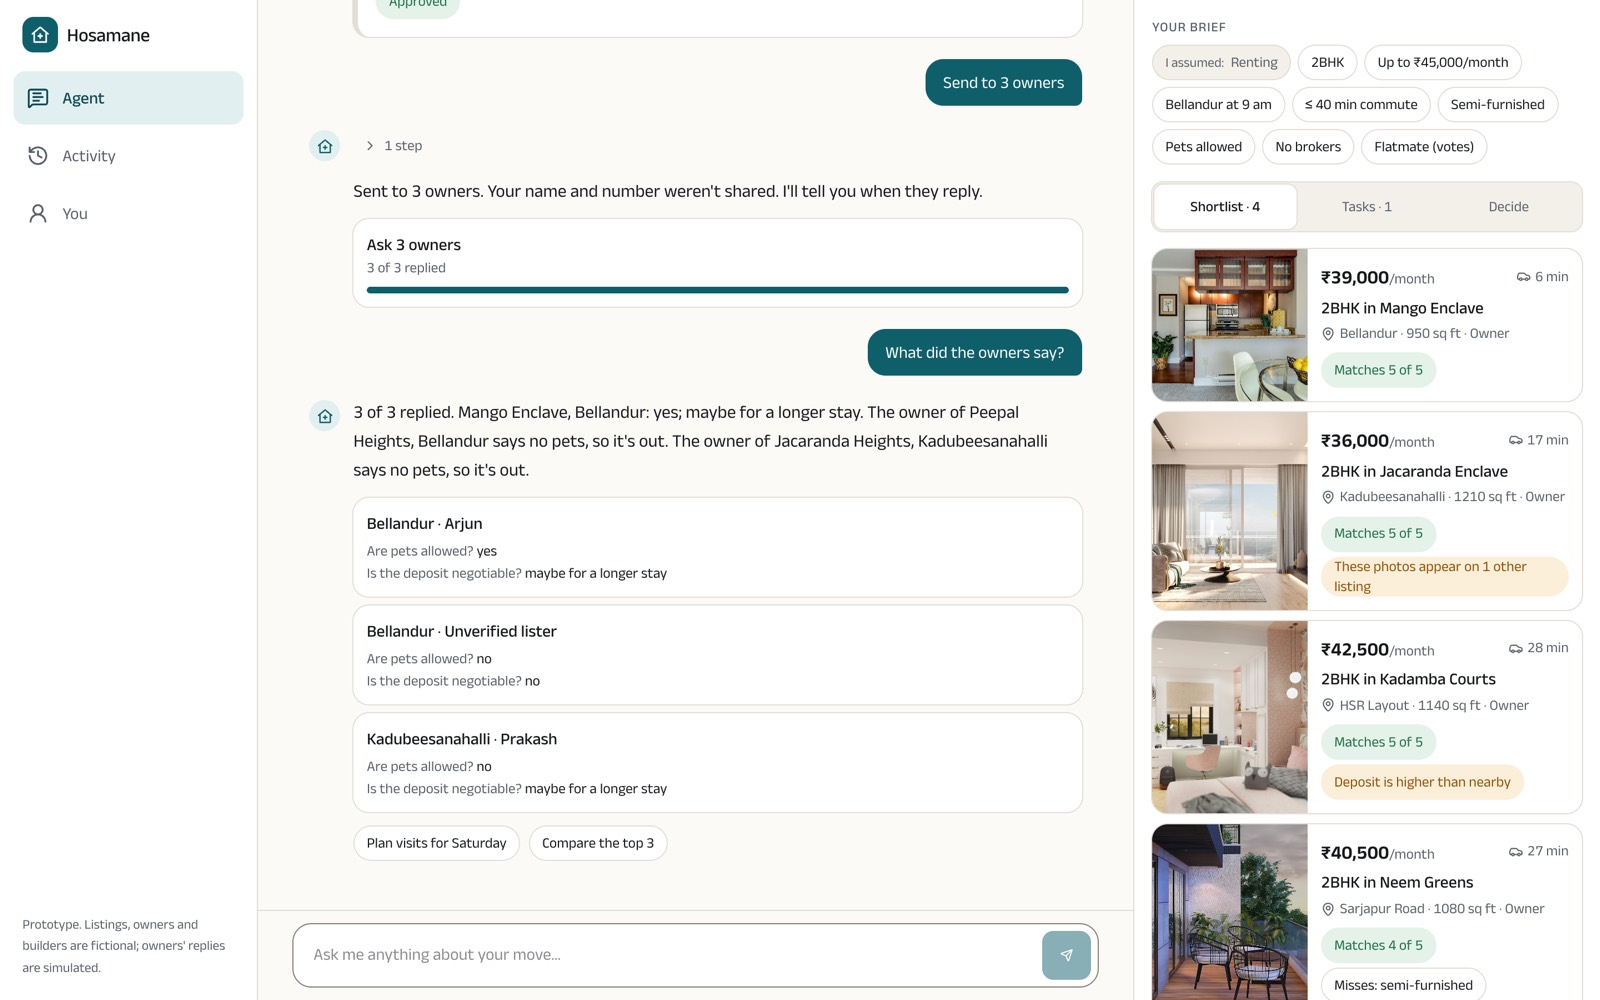 Hosamane
Agent
Activity
You
Prototype. Listings, owners and
builders are fictional; owners' replies
are simulated.
Approved
Send to 3 owners
1 step
Sent to 3 owners. Your name and number weren't shared. I'll tell you when they reply.
Ask 3 owners
3 of 3 replied
What did the owners say?
3 of 3 replied. Mango Enclave, Bellandur: yes; maybe for a longer stay. The owner of Peepal
Heights, Bellandur says no pets, so it's out. The owner of Jacaranda Heights, Kadubeesanahalli
says no pets, so it's out.
Bellandur · Arjun
Are pets allowed? yes
Is the deposit negotiable? maybe for a longer stay
Bellandur · Unverified lister
Are pets allowed? no
Is the deposit negotiable? no
Kadubeesanahalli · Prakash
Are pets allowed? no
Is the deposit negotiable? maybe for a longer stay
Plan visits for Saturday Compare the top 3
Ask me anything about your move...
YOUR BRIEF
I assumed: Renting 2BHK Up to ₹45,000/month
Bellandur at 9 am ≤ 40 min commute Semi-furnished
Pets allowed No brokers Flatmate (votes)
Shortlist · 4 Tasks · 1 Decide
₹39,000/month 6 min
2BHK in Mango Enclave
Bellandur · 950 sq ft · Owner
Matches 5 of 5
₹36,000/month 17 min
2BHK in Jacaranda Enclave
Kadubeesanahalli · 1210 sq ft · Owner
Matches 5 of 5
These photos appear on 1 other
listing
₹42,500/month 28 min
2BHK in Kadamba Courts
HSR Layout · 1140 sq ft · Owner
Matches 5 of 5
Deposit is higher than nearby
₹40,500/month 27 min
2BHK in Neem Greens
Sarjapur Road · 1080 sq ft · Owner
Matches 4 of 5
Misses: semi-furnished